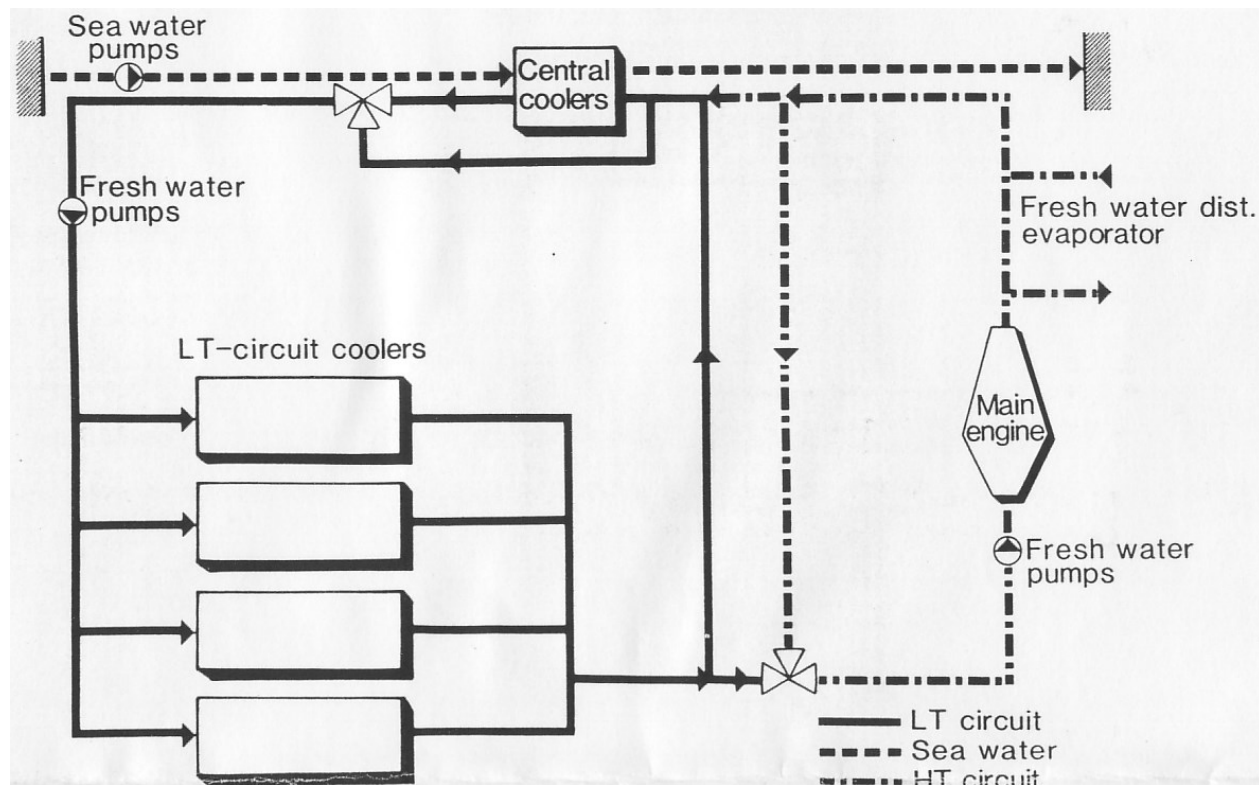 Sea water
pumps
Central
coolers
Fresh water
pumps
Fresh water dist.
evaporator
LT-circuit coolers
Main
engine
Fresh water
pumps
LT circuit
Sea water
HT circuit